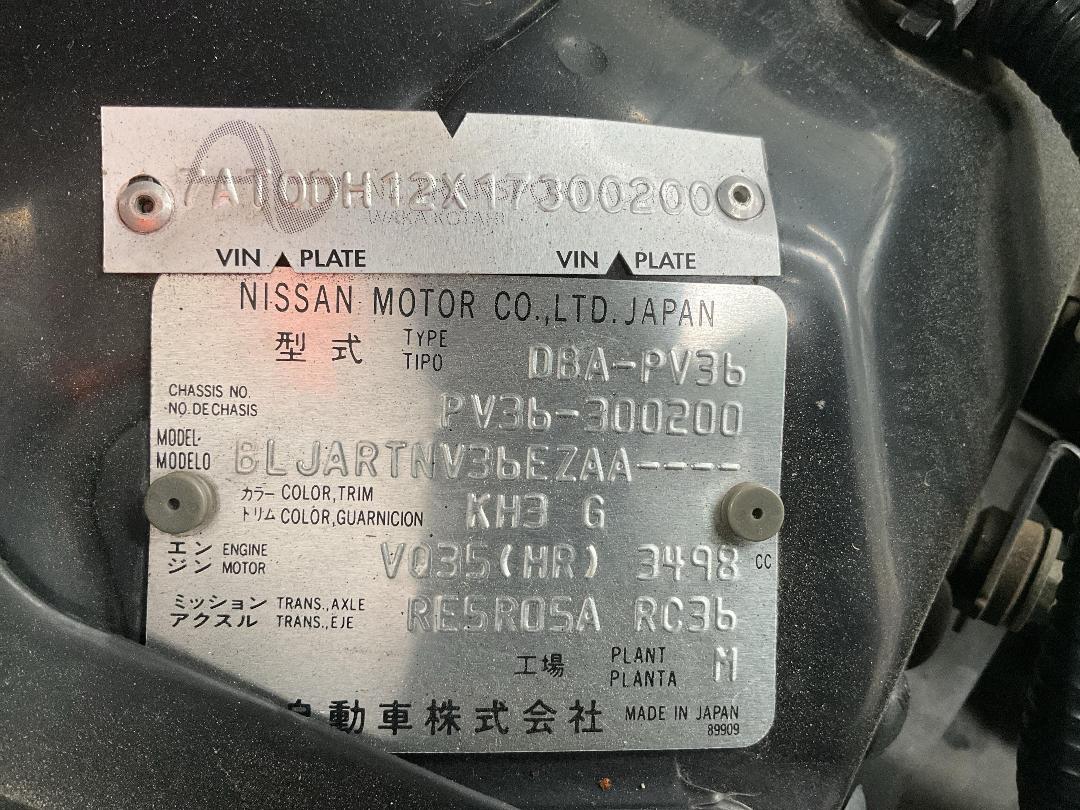 7AT0DH12X17300200
WAKA KOTAHI
VIN ▲ PLATE VIN ▲ PLATE
NISSAN MOTOR CO.,LTD. JAPAN
型式 TYPE TIPO DBA-PV36
CHASSIS NO.
NO. DE CHASIS PV36-300200
MODEL
MODELO BLJARTNV36EZAA----
カラー COLOR,TRIM
トリム COLOR,GUARNICION KH3 G
エンジン ENGINE MOTOR VQ35(HR) 3498 CC
ミッション TRANS.,AXLE
アクスル TRANS.,EJE RE5R05A RC36
工場 PLANT PLANTA M
自動車株式会社 MADE IN JAPAN
89909